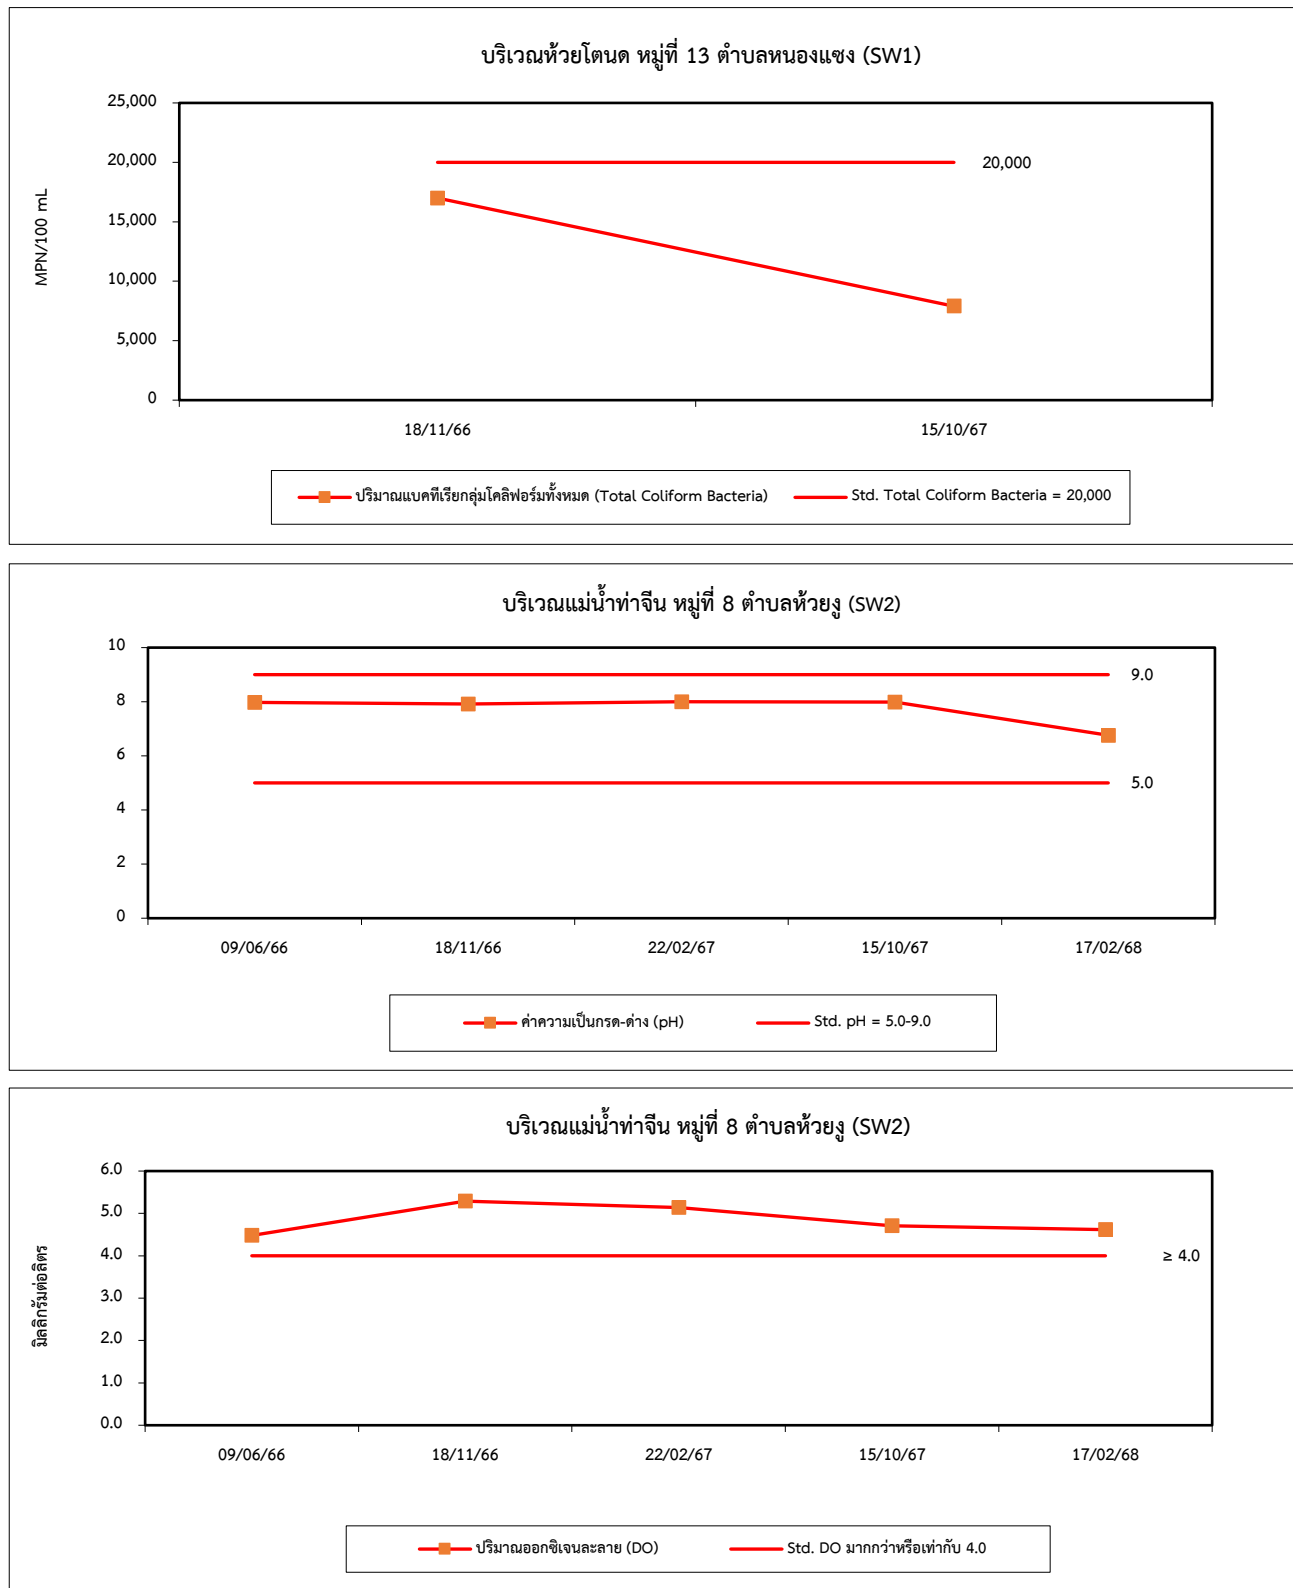 บริเวณห้วยโตนด หมู่ที่ 13 ตำบลหนองแซง (SW1)
MPN/100 mL
25,000
20,000
15,000
10,000
5,000
0
20,000
18/11/66 15/10/67
ปริมาณแบคทีเรียกลุ่มโคลิฟอร์มทั้งหมด (Total Coliform Bacteria) Std. Total Coliform Bacteria = 20,000
บริเวณแม่น้ำท่าจีน หมู่ที่ 8 ตำบลห้วยงู (SW2)
10
8
6
4
2
0
9.0
5.0
09/06/66 18/11/66 22/02/67 15/10/67 17/02/68
ค่าความเป็นกรด-ด่าง (pH) Std. pH = 5.0-9.0
บริเวณแม่น้ำท่าจีน หมู่ที่ 8 ตำบลห้วยงู (SW2)
มิลลิกรัมต่อลิตร
6.0
5.0
4.0
3.0
2.0
1.0
0.0
≥ 4.0
09/06/66 18/11/66 22/02/67 15/10/67 17/02/68
ปริมาณออกซิเจนละลาย (DO) Std. DO มากกว่าหรือเท่ากับ 4.0